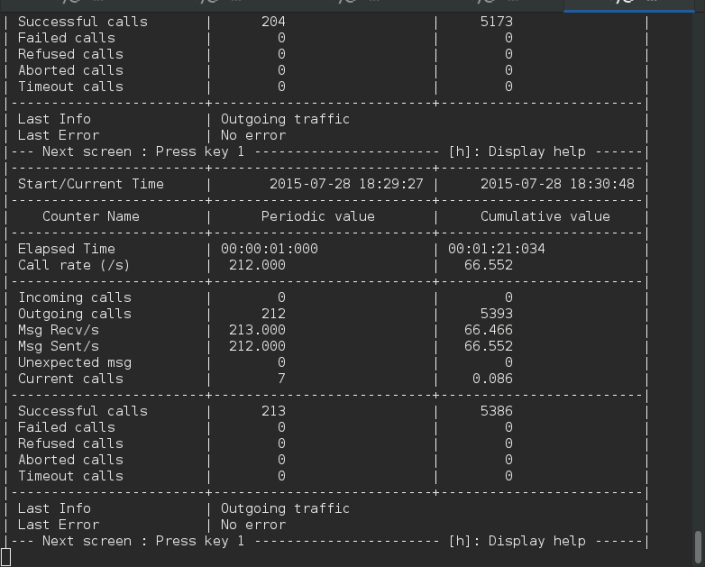 | Successful calls       |      204                  |     5173                |
| Failed calls           |        0                  |        0                |
| Refused calls          |        0                  |        0                |
| Aborted calls          |        0                  |        0                |
| Timeout calls          |        0                  |        0                |
|------------------------+---------------------------+-------------------------|
| Last Info              | Outgoing traffic                                    |
| Last Error             | No error                                            |
|--- Next screen : Press key 1 ----------------------- [h]: Display help ------|
|------------------------+---------------------------+-------------------------|
| Start/Current Time     |       2015-07-28 18:29:27 |     2015-07-28 18:30:48 |
|------------------------+---------------------------+-------------------------|
|    Counter Name        |      Periodic value       |     Cumulative value    |
|------------------------+---------------------------+-------------------------|
| Elapsed Time           | 00:00:01:000              | 00:01:21:034            |
| Call rate (/s)         |  212.000                  |   66.552                |
|------------------------+---------------------------+-------------------------|
| Incoming calls         |        0                  |        0                |
| Outgoing calls         |      212                  |     5393                |
| Msg Recv/s             |  213.000                  |   66.466                |
| Msg Sent/s             |  212.000                  |   66.552                |
| Unexpected msg         |        0                  |        0                |
| Current calls          |        7                  |    0.086                |
|------------------------+---------------------------+-------------------------|
| Successful calls       |      213                  |     5386                |
| Failed calls           |        0                  |        0                |
| Refused calls          |        0                  |        0                |
| Aborted calls          |        0                  |        0                |
| Timeout calls          |        0                  |        0                |
|------------------------+---------------------------+-------------------------|
| Last Info              | Outgoing traffic                                    |
| Last Error             | No error                                            |
|--- Next screen : Press key 1 ----------------------- [h]: Display help ------|